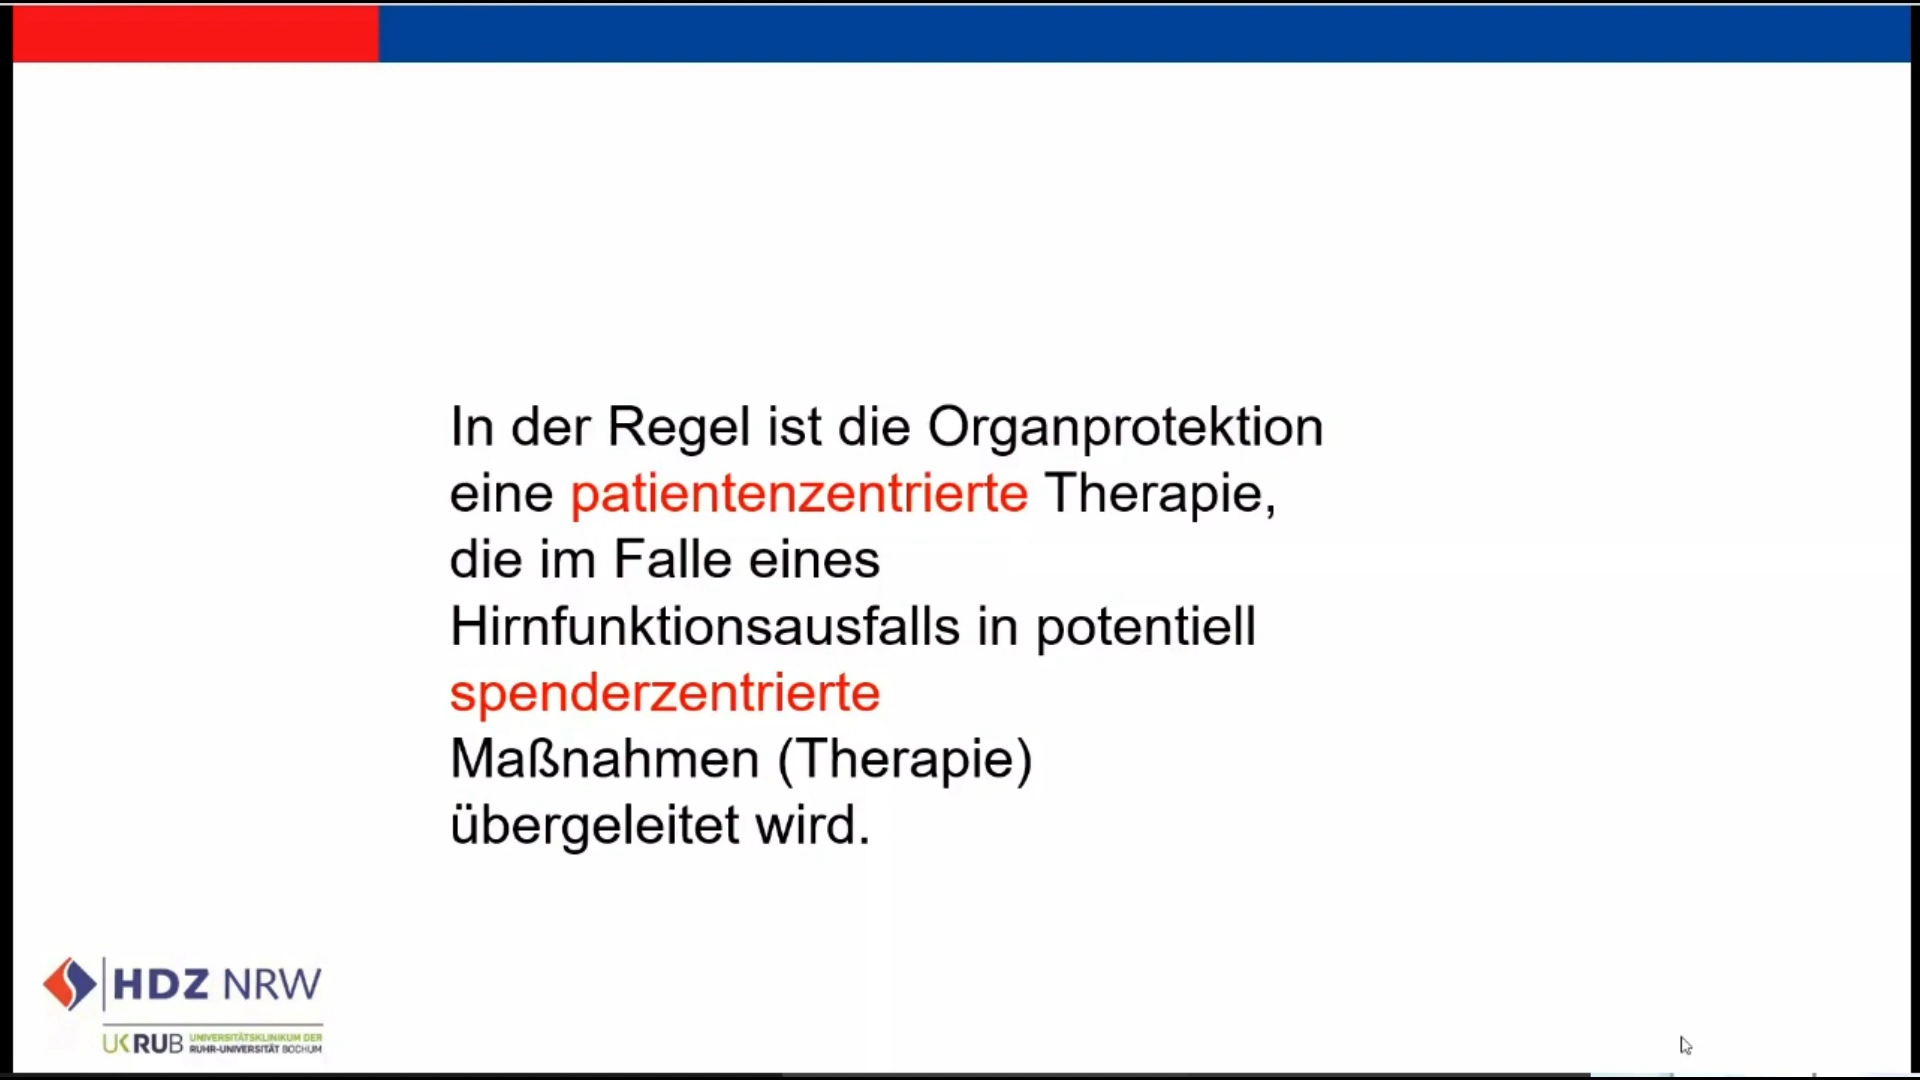 In der Regel ist die Organprotektion
eine patientenzentrierte Therapie,
die im Falle eines
Hirnfunktionsausfalls in potentiell
spenderzentrierte
Maßnahmen (Therapie)
übergeleitet wird.
HDZ NRW
UK RUB UNIVERSITÄTSKLINIKUM DER
RUHR-UNIVERSITÄT BOCHUM